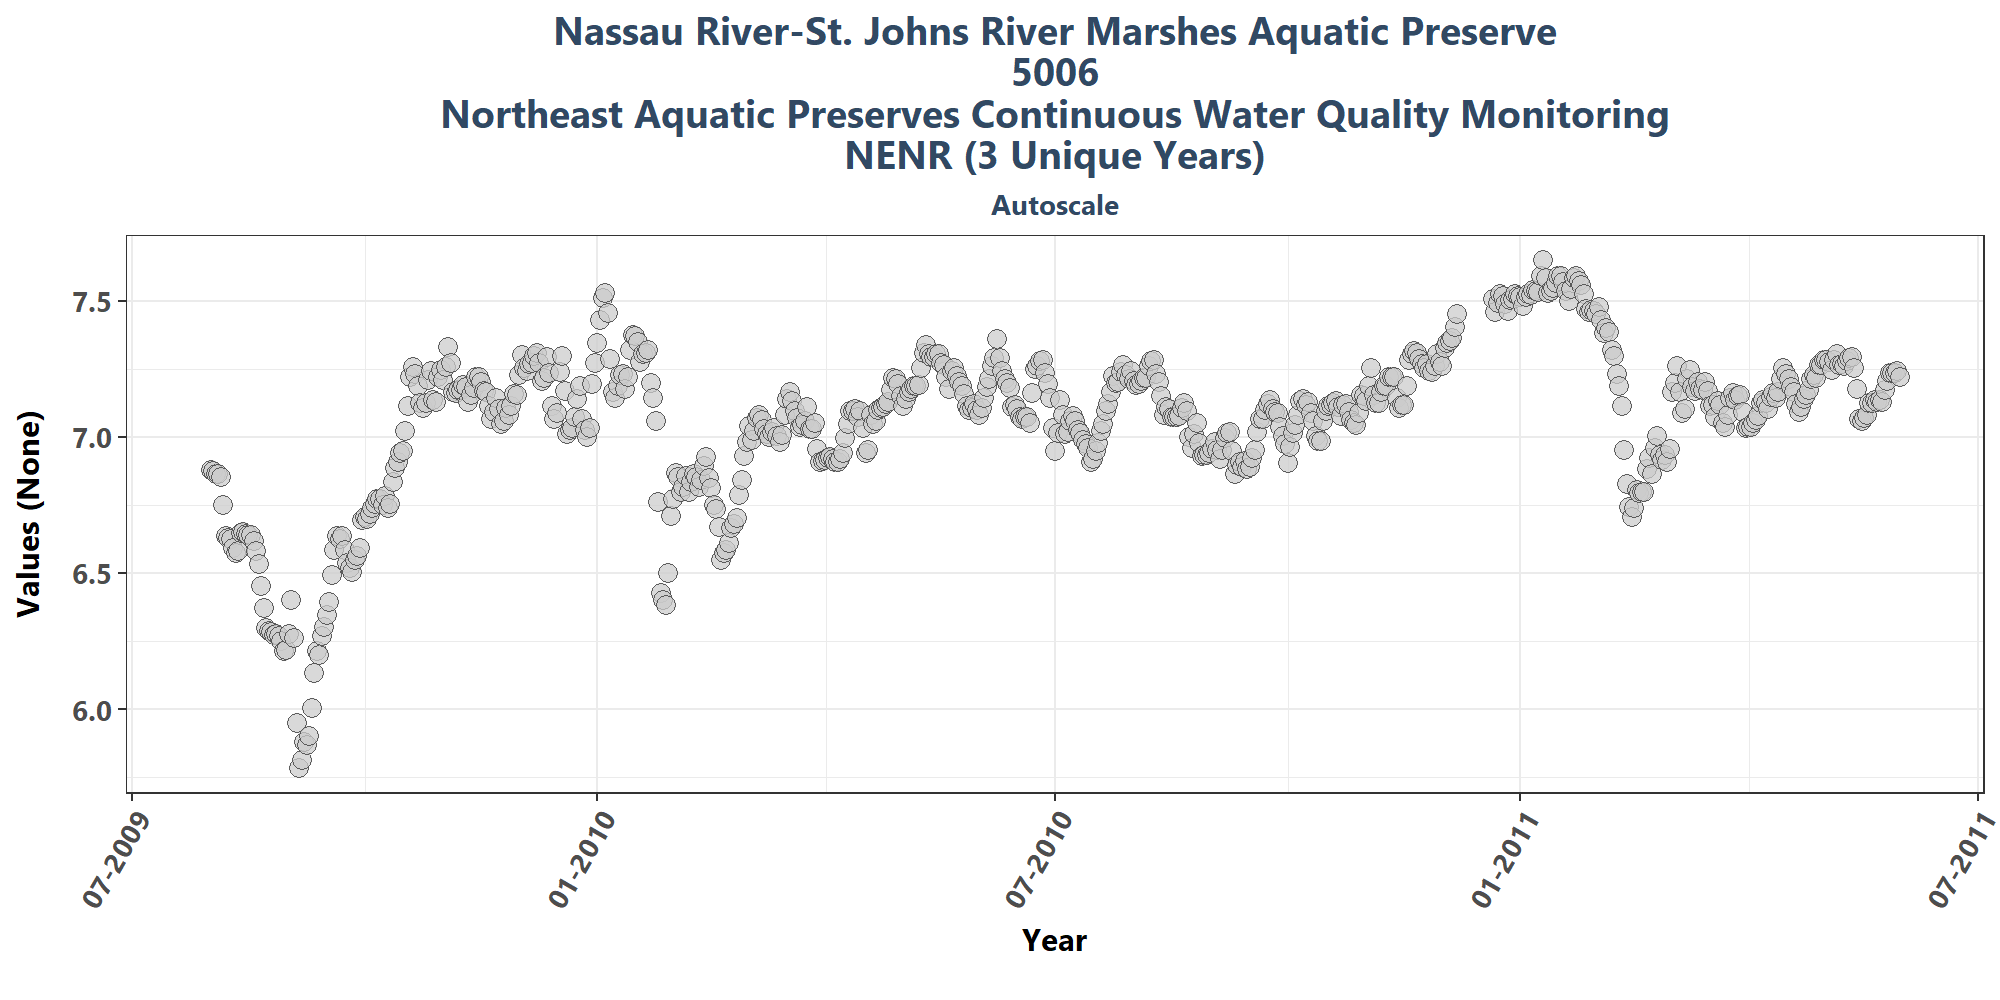 Nassau River-St. Johns River Marshes Aquatic Preserve
5006
Northeast Aquatic Preserves Continuous Water Quality Monitoring
NENR (3 Unique Years)
Autoscale
Values (None)
7.5
7.0
6.5
6.0
07-2009
01-2010
07-2010
01-2011
07-2011
Year